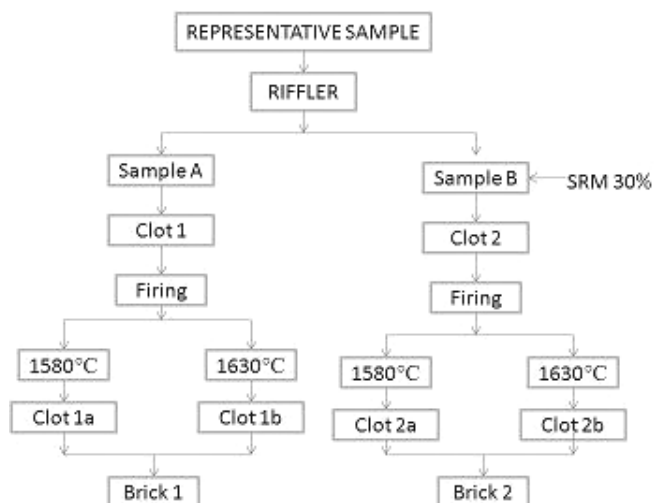 REPRESENTATIVE SAMPLE
RIFFLER
Sample A
Sample B
SRM 30%
Clot 1
Clot 2
Firing
Firing
1580°C
1630°C
1580°C
1630°C
Clot 1a
Clot 1b
Clot 2a
Clot 2b
Brick 1
Brick 2